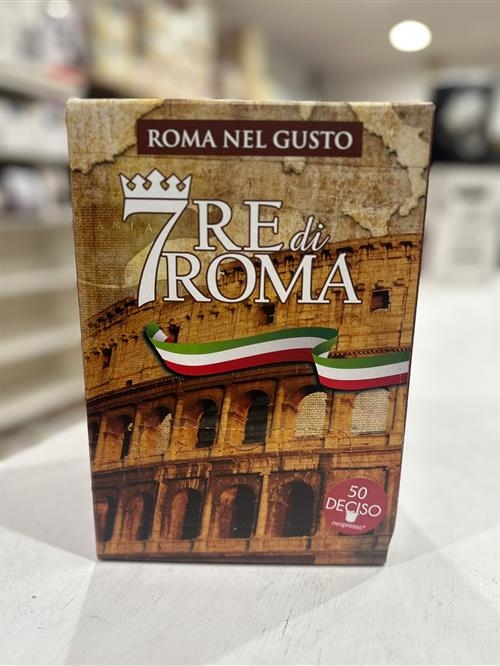 ROMA NEL GUSTO
7 RE di
ROMA
50
DECISO
nespresso*